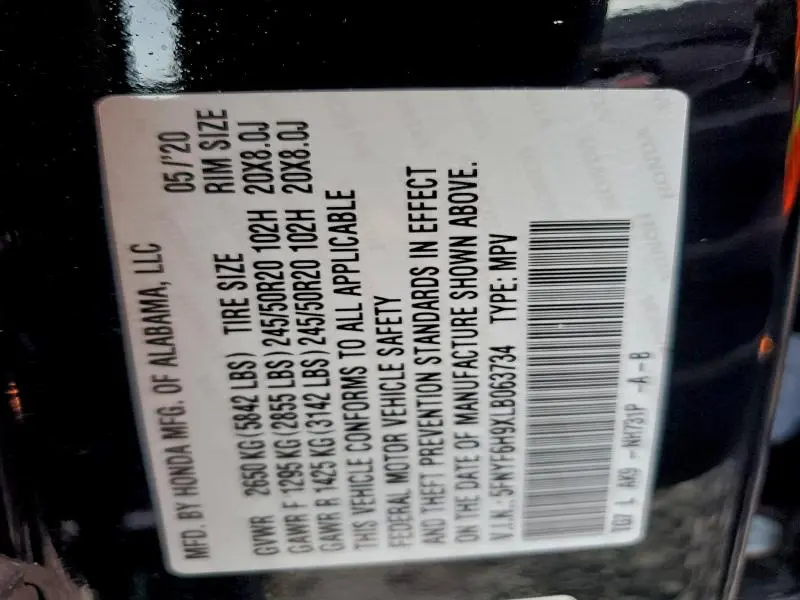 MFD. BY HONDA MFG. OF ALABAMA, LLC 05/'20
GVWR 2650 KG (5842 LBS) TIRE SIZE RIM SIZE
GAWR F 1295 KG (2855 LBS) 245/50R20 102H 20X8.0J
GAWR R 1425 KG (3142 LBS) 245/50R20 102H 20X8.0J
THIS VEHICLE CONFORMS TO ALL APPLICABLE
FEDERAL MOTOR VEHICLE SAFETY
AND THEFT PREVENTION STANDARDS IN EFFECT
ON THE DATE OF MANUFACTURE SHOWN ABOVE.
V.I.N.: 5FNYF6H9XLB063734 TYPE: MPV
TG7 L AK9 -NH731P -A-B
HONDA